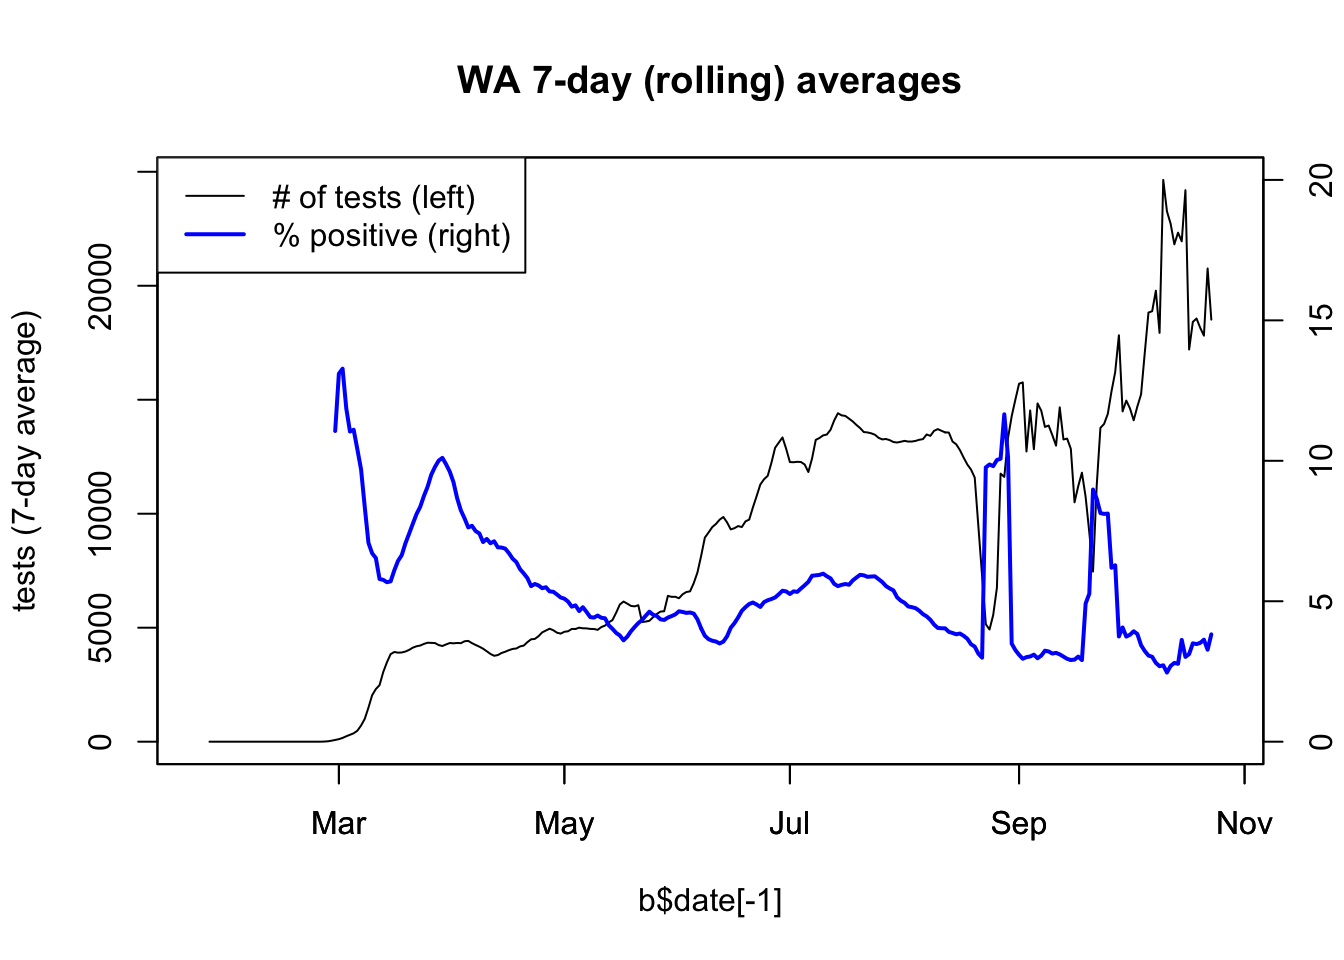 WA 7-day (rolling) averages
# of tests (left)
% positive (right)
tests (7-day average)
0
5000
10000
20000
0
5
10
15
20
Mar
May
Jul
Sep
Nov
b$date[-1]